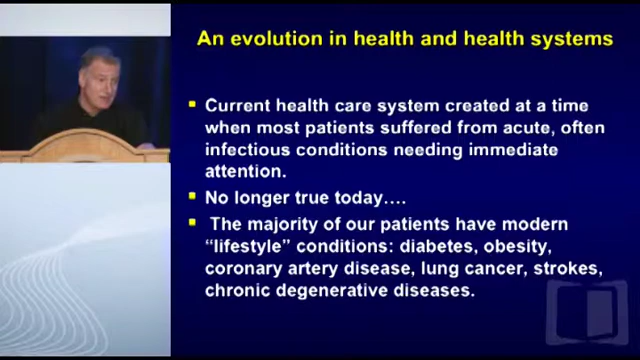 An evolution in health and health systems
Current health care system created at a time
when most patients suffered from acute, often
infectious conditions needing immediate
attention.
No longer true today....
The majority of our patients have modern
“lifestyle” conditions: diabetes, obesity,
coronary artery disease, lung cancer, strokes,
chronic degenerative diseases.